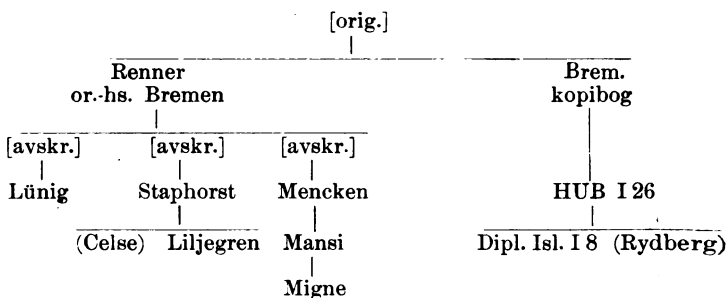 [orig.]
Renner Brem.
or.-hs. Bremen kopibog
[avskr.] [avskr.] [avskr.]
Lünig Staphorst Mencken HUB I 26
(Celse) Liljegren Mansi Dipl. Isl. I 8 (Rydberg)
Migne